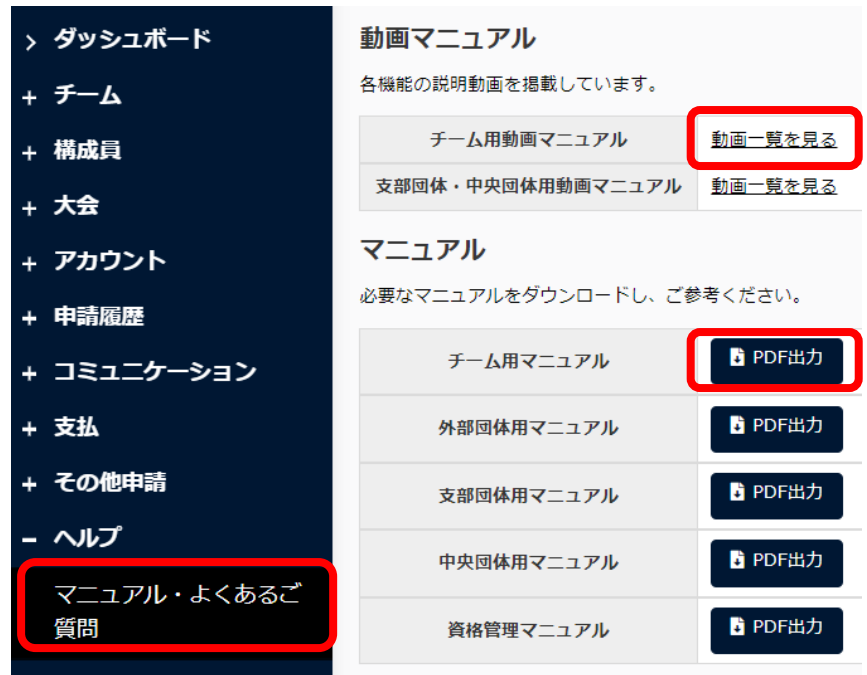 > ダッシュボード
+ チーム
+ 構成員
+ 大会
+ アカウント
+ 申請履歴
+ コミュニケーション
+ 支払
+ その他申請
− ヘルプ
マニュアル・よくあるご
質問
動画マニュアル
各機能の説明動画を掲載しています。
チーム用動画マニュアル 動画一覧を見る
支部団体・中央団体用動画マニュアル 動画一覧を見る
マニュアル
必要なマニュアルをダウンロードし、ご参考ください。
チーム用マニュアル PDF出力
外部団体用マニュアル PDF出力
支部団体用マニュアル PDF出力
中央団体用マニュアル PDF出力
資格管理マニュアル PDF出力